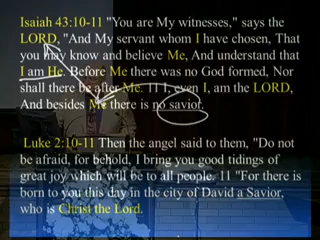 Isaiah 43:10-11 "You are My witnesses," says the
LORD, "And My servant whom I have chosen, That
you may know and believe Me, And understand that
I am He. Before Me there was no God formed, Nor
shall there be after Me. 11 I, even I, am the LORD,
And besides Me there is no savior.
Luke 2:10-11 Then the angel said to them, "Do not
be afraid, for behold, I bring you good tidings of
great joy which will be to all people. 11 "For there is
born to you this day in the city of David a Savior,
who is Christ the Lord.